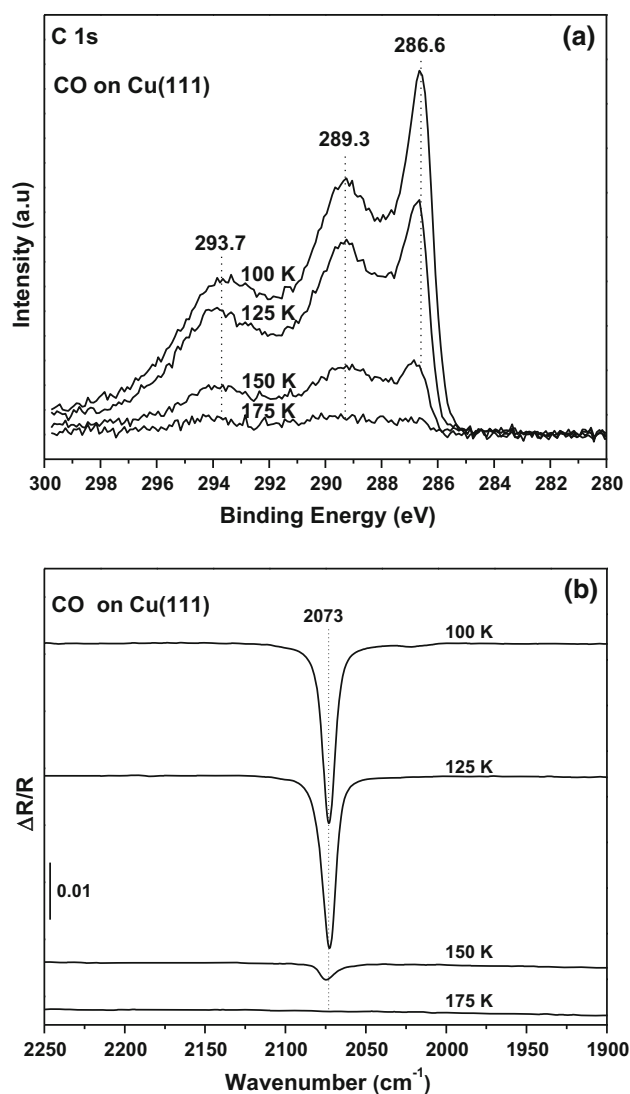 C 1s
(a)
286.6
CO on Cu(111)
289.3
293.7
100 K
125 K
150 K
175 K
Intensity (a.u)
300 298 296 294 292 290 288 286 284 282 280
Binding Energy (eV)
CO on Cu(111)
(b)
2073
100 K
125 K
ΔR/R
0.01
150 K
175 K
2250 2200 2150 2100 2050 2000 1950 1900
Wavenumber (cm⁻¹)